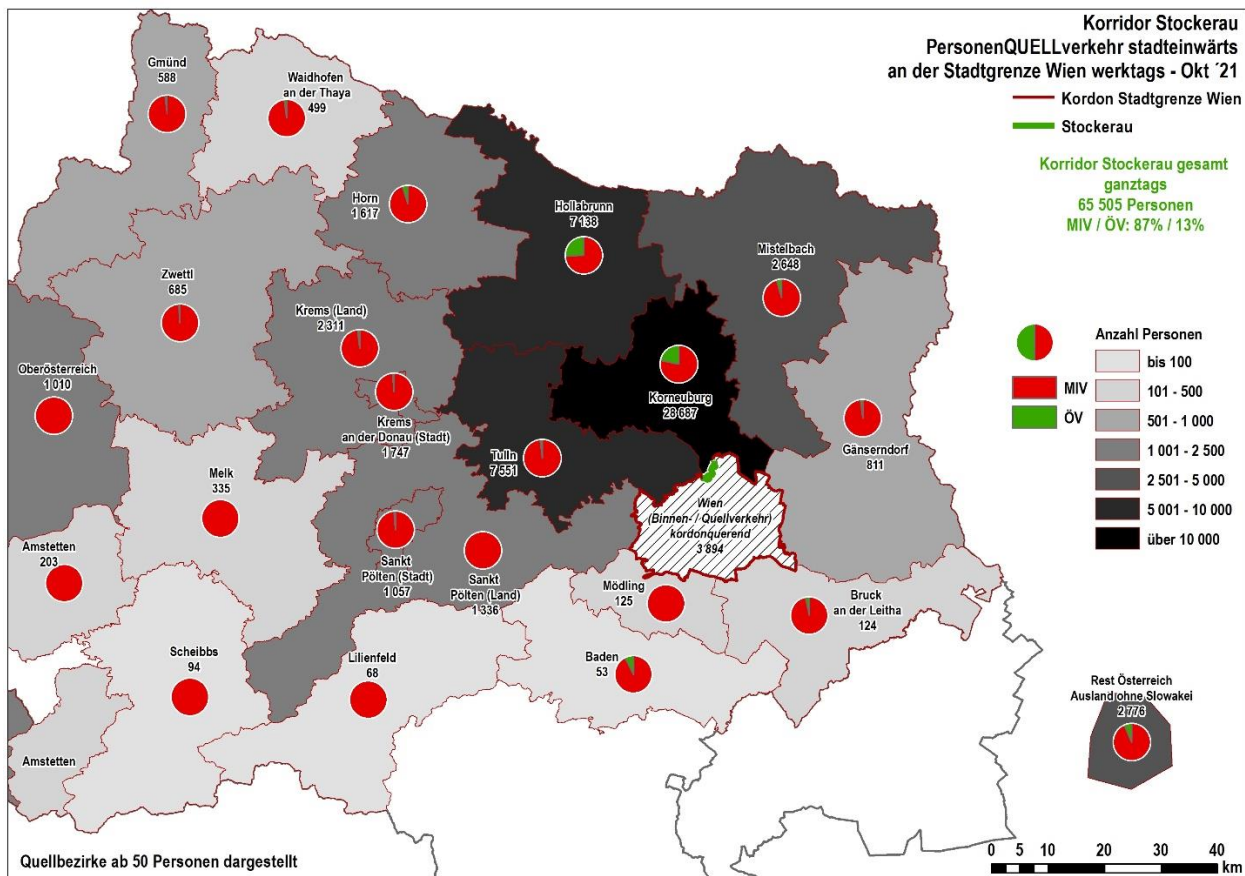 Korridor Stockerau
PersonenQUELLverkehr stadteinwärts
an der Stadtgrenze Wien werktags - Okt ´21
Kordon Stadtgrenze Wien
Stockerau
Korridor Stockerau gesamt
ganztags
65 505 Personen
MIV / ÖV: 87% / 13%
Gmünd
588
Waidhofen
an der Thaya
499
Horn
1 617
Hollabrunn
7 138
Mistelbach
2 648
Zwettl
685
Krems (Land)
2 311
Oberösterreich
1 010
Krems
an der Donau (Stadt)
1 747
Korneuburg
28 687
Gänserndorf
811
Tulln
7 551
Melk
335
Wien
(Binnen- / Quellverkehr)
kordonquerend
3 894
Amstetten
203
Sankt
Pölten (Stadt)
1 057
Sankt
Pölten (Land)
1 336
Mödling
125
Bruck
an der Leitha
124
Scheibbs
94
Lilienfeld
68
Baden
53
Amstetten
Rest Österreich
Ausland ohne Slowakei
2 776
MIV
ÖV
Anzahl Personen
bis 100
101 - 500
501 - 1 000
1 001 - 2 500
2 501 - 5 000
5 001 - 10 000
über 10 000
Quellbezirke ab 50 Personen dargestellt
0 5 10 20 30 40
km